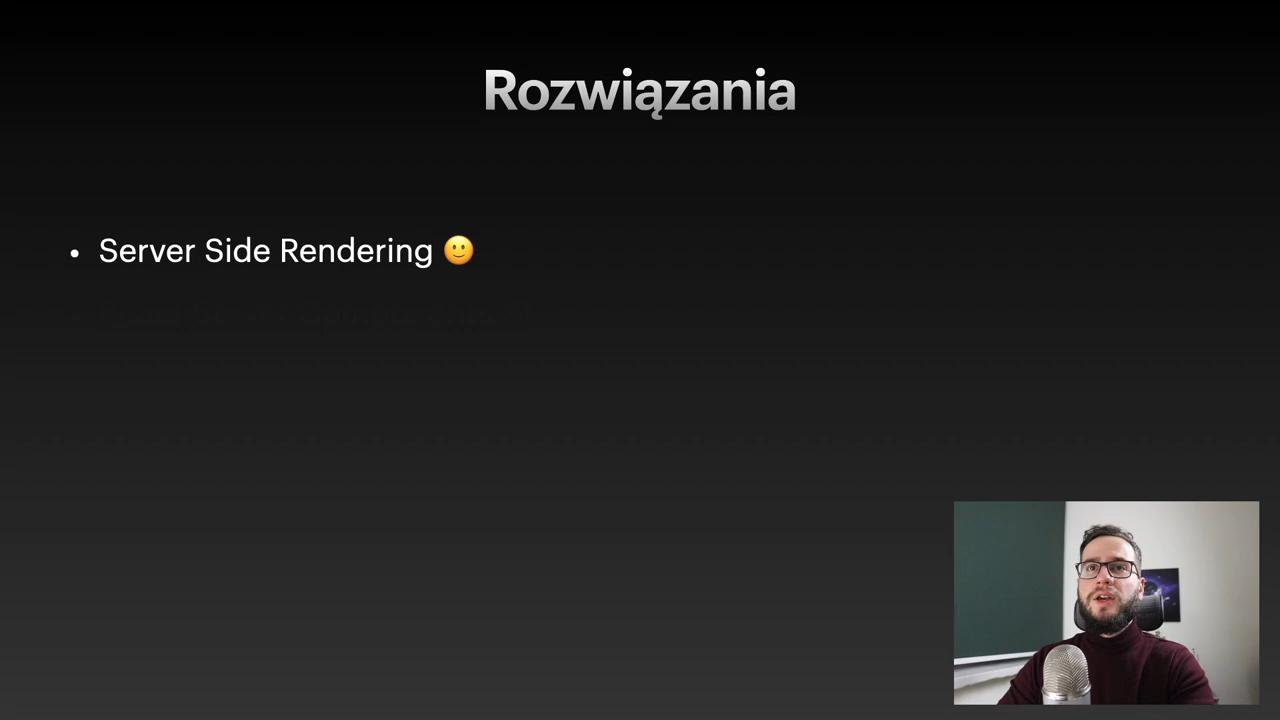 Rozwiązania
• Server Side Rendering 🙂